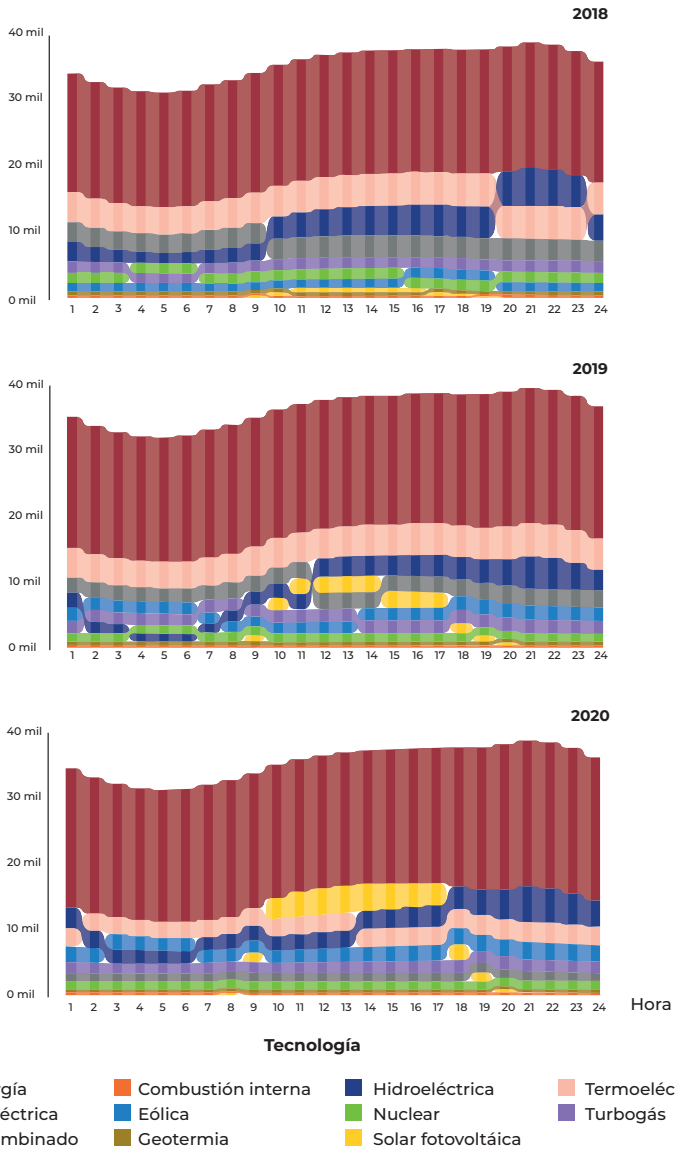 2018
40 mil
30 mil
20 mil
10 mil
0 mil
1 2 3 4 5 6 7 8 9 10 11 12 13 14 15 16 17 18 19 20 21 22 23 24
2019
40 mil
30 mil
20 mil
10 mil
0 mil
1 2 3 4 5 6 7 8 9 10 11 12 13 14 15 16 17 18 19 20 21 22 23 24
2020
40 mil
30 mil
20 mil
10 mil
0 mil
1 2 3 4 5 6 7 8 9 10 11 12 13 14 15 16 17 18 19 20 21 22 23 24
Hora
Tecnología
rgía Combustión interna Hidroeléctrica Termoeléc
éctrica Eólica Nuclear Turbogás
mbinado Geotermia Solar fotovoltáica